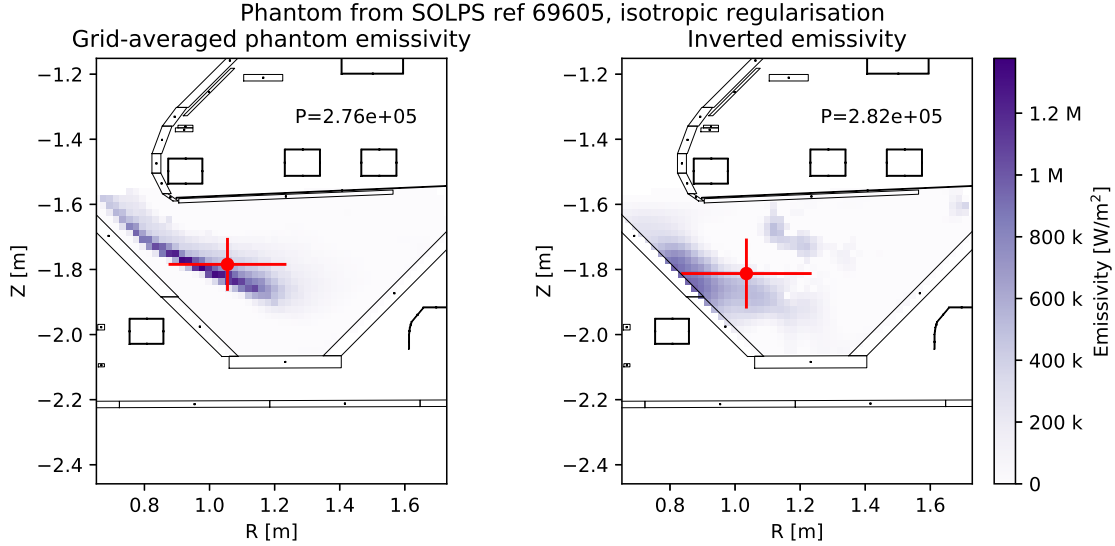 Phantom from SOLPS ref 69605, isotropic regularisation
Grid-averaged phantom emissivity
Inverted emissivity
P=2.76e+05
P=2.82e+05
−1.2
−1.4
−1.6
−1.8
−2.0
−2.2
−2.4
Z [m]
0.8 1.0 1.2 1.4 1.6
R [m]
−1.2
−1.4
−1.6
−1.8
−2.0
−2.2
−2.4
Z [m]
0.8 1.0 1.2 1.4 1.6
R [m]
1.2 M
1 M
800 k
600 k
400 k
200 k
0
Emissivity [W/m²]